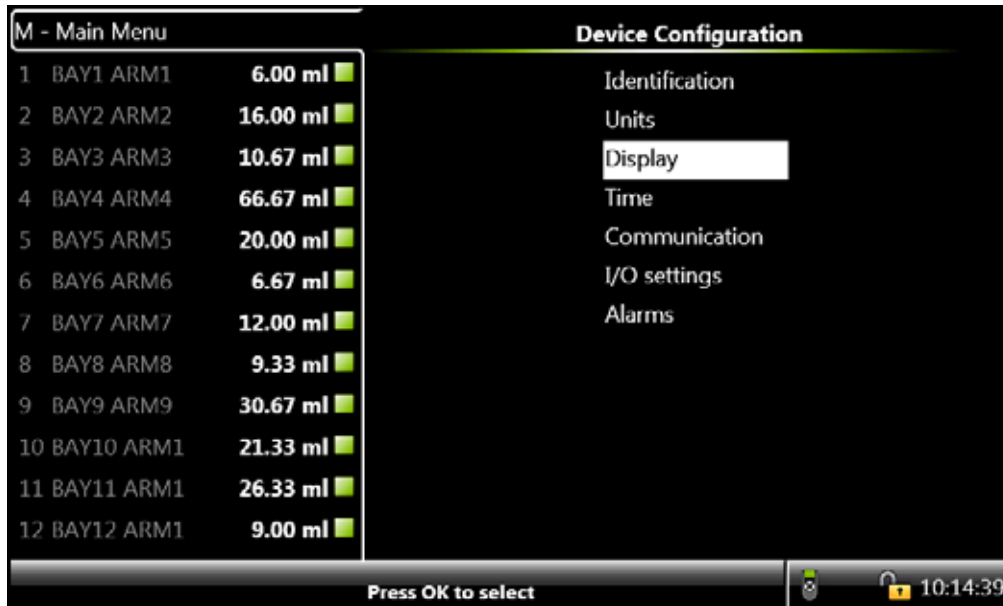 M - Main Menu
1 BAY1 ARM1 6.00 ml
2 BAY2 ARM2 16.00 ml
3 BAY3 ARM3 10.67 ml
4 BAY4 ARM4 66.67 ml
5 BAY5 ARM5 20.00 ml
6 BAY6 ARM6 6.67 ml
7 BAY7 ARM7 12.00 ml
8 BAY8 ARM8 9.33 ml
9 BAY9 ARM9 30.67 ml
10 BAY10 ARM1 21.33 ml
11 BAY11 ARM1 26.33 ml
12 BAY12 ARM1 9.00 ml
Device Configuration
Identification
Units
Display
Time
Communication
I/O settings
Alarms
Press OK to select
10:14:39